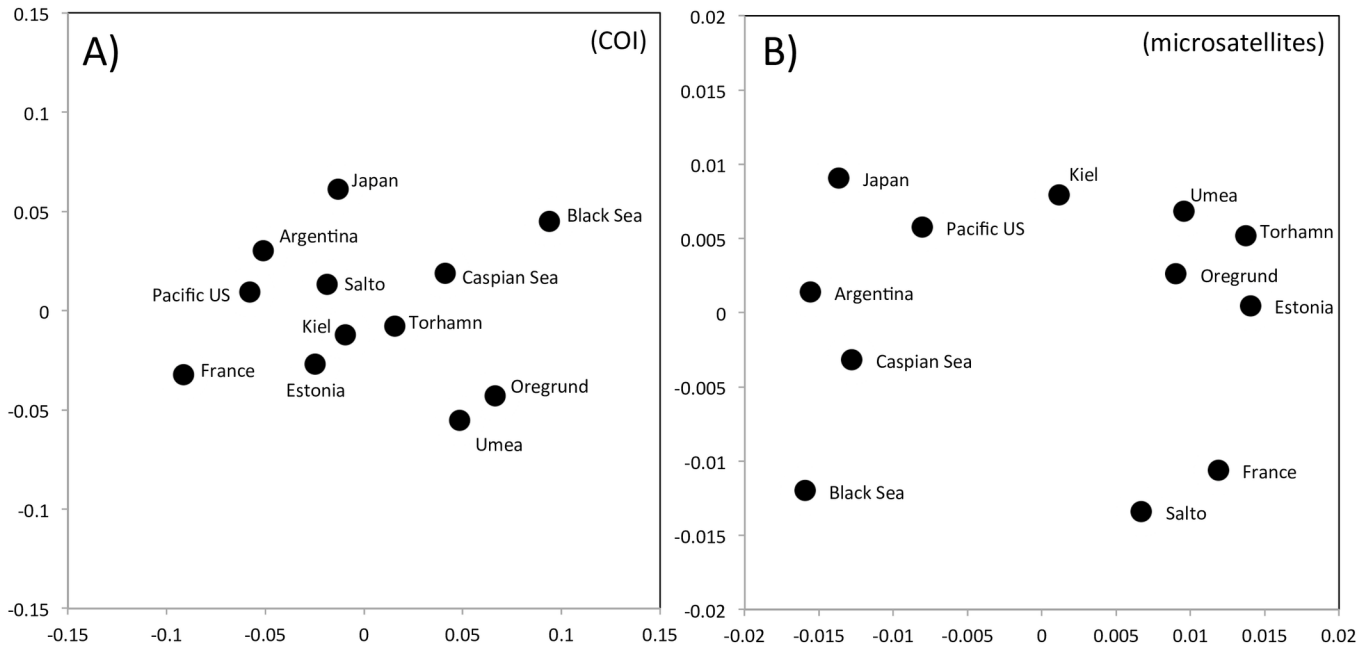 A)
(COI)
0.15
0.1
0.05
0
-0.05
-0.1
-0.15
Japan
Black Sea
Argentina
Caspian Sea
Salto
Pacific US
Kiel
Torhamn
France
Estonia
Oregrund
Umea
-0.15
-0.1
-0.05
0
0.05
0.1
0.15
B)
(microsatellites)
0.02
0.015
0.01
0.005
0
-0.005
-0.01
-0.015
-0.02
Kiel
Japan
Umea
Pacific US
Torhamn
Oregrund
Argentina
Estonia
Caspian Sea
France
Black Sea
Salto
-0.02
-0.015
-0.01
-0.005
0
0.005
0.01
0.015
0.02